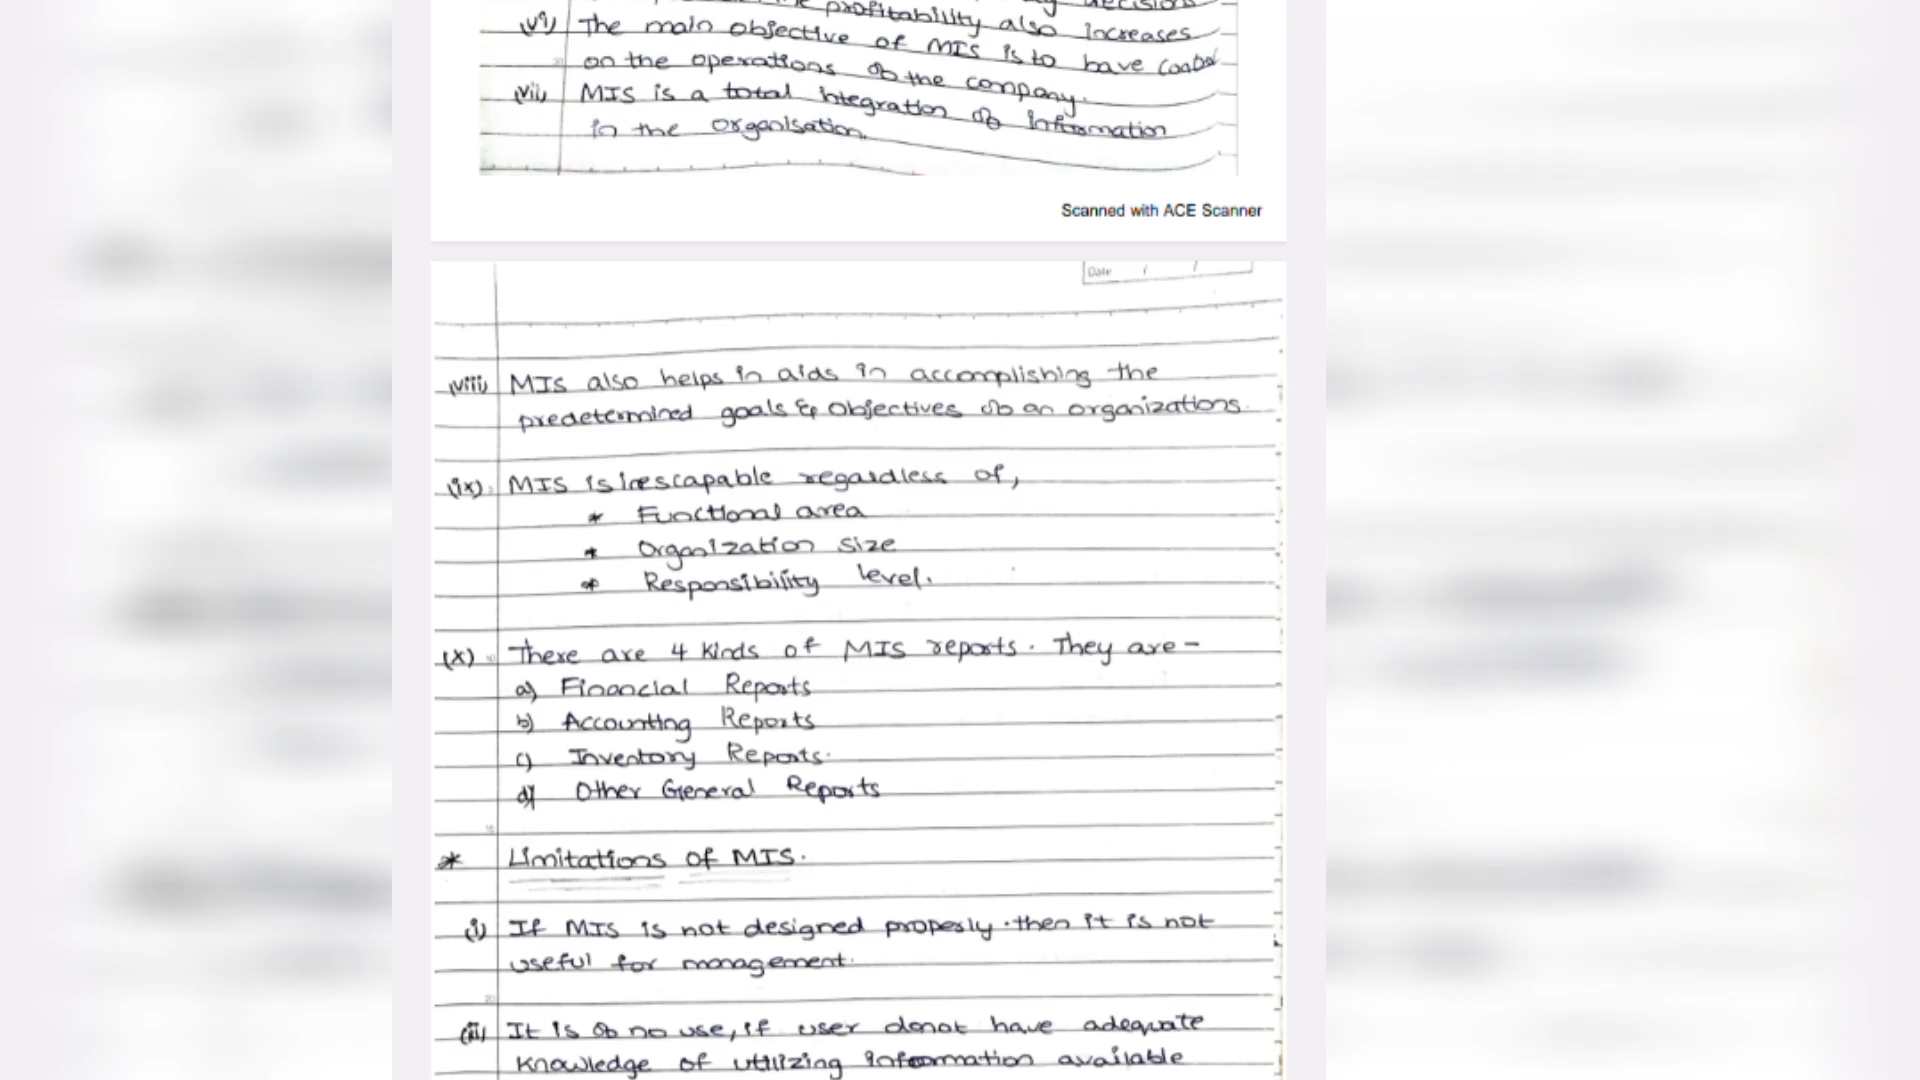 decisions
profitability also increases
(vi) The main objective of MIS is to have control
on the operations of the company.
(vii) MIS is a total integration of information
in the organisation.
Scanned with ACE Scanner
Date / /
(viii) MIS also helps in aids in accomplishing the
predetermined goals & objectives of an organizations.
(ix) MIS is inescapable regardless of,
* Functional area
* Organization size
* Responsibility level.
(x) There are 4 kinds of MIS reports. They are -
a) Financial Reports
b) Accounting Reports
c) Inventory Reports.
d) Other General Reports
* Limitations of MIS.
(i) If MIS is not designed properly then it is not
useful for management.
(ii) It is of no use, if user donot have adequate
knowledge of utilizing information available